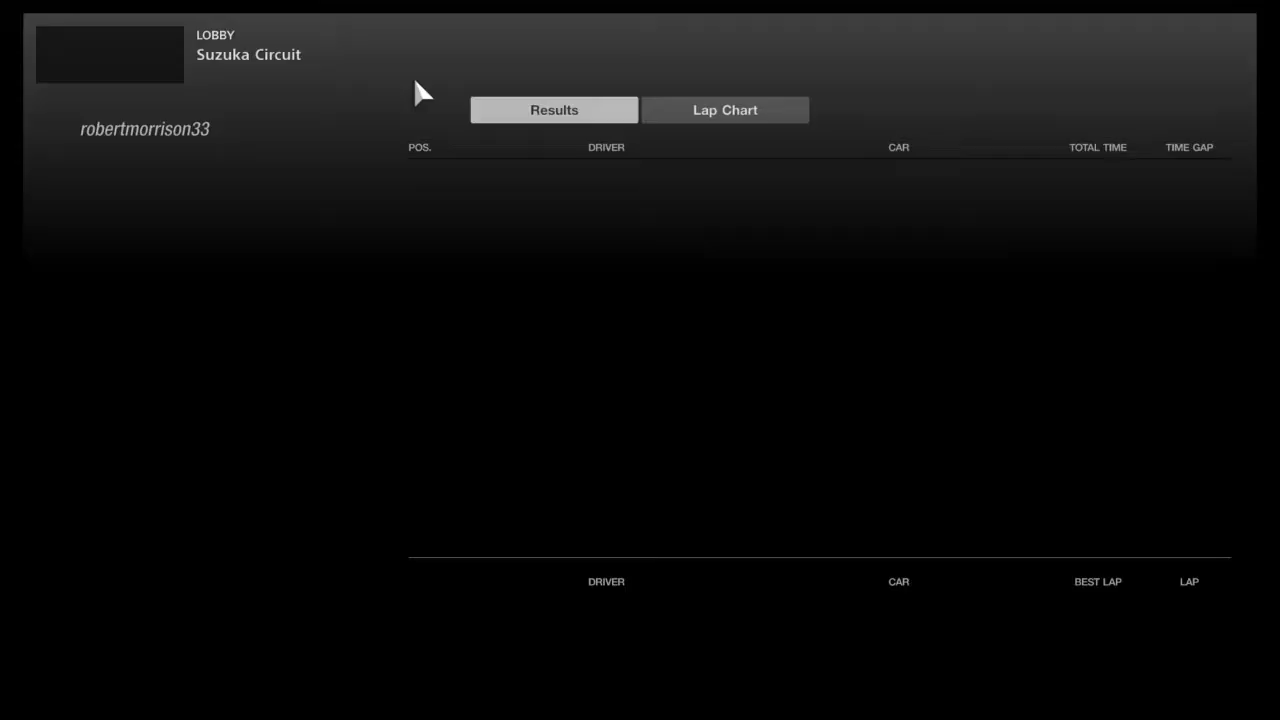 LOBBY
Suzuka Circuit
robertmorrison33
Results Lap Chart
POS. DRIVER CAR TOTAL TIME TIME GAP
DRIVER CAR BEST LAP LAP